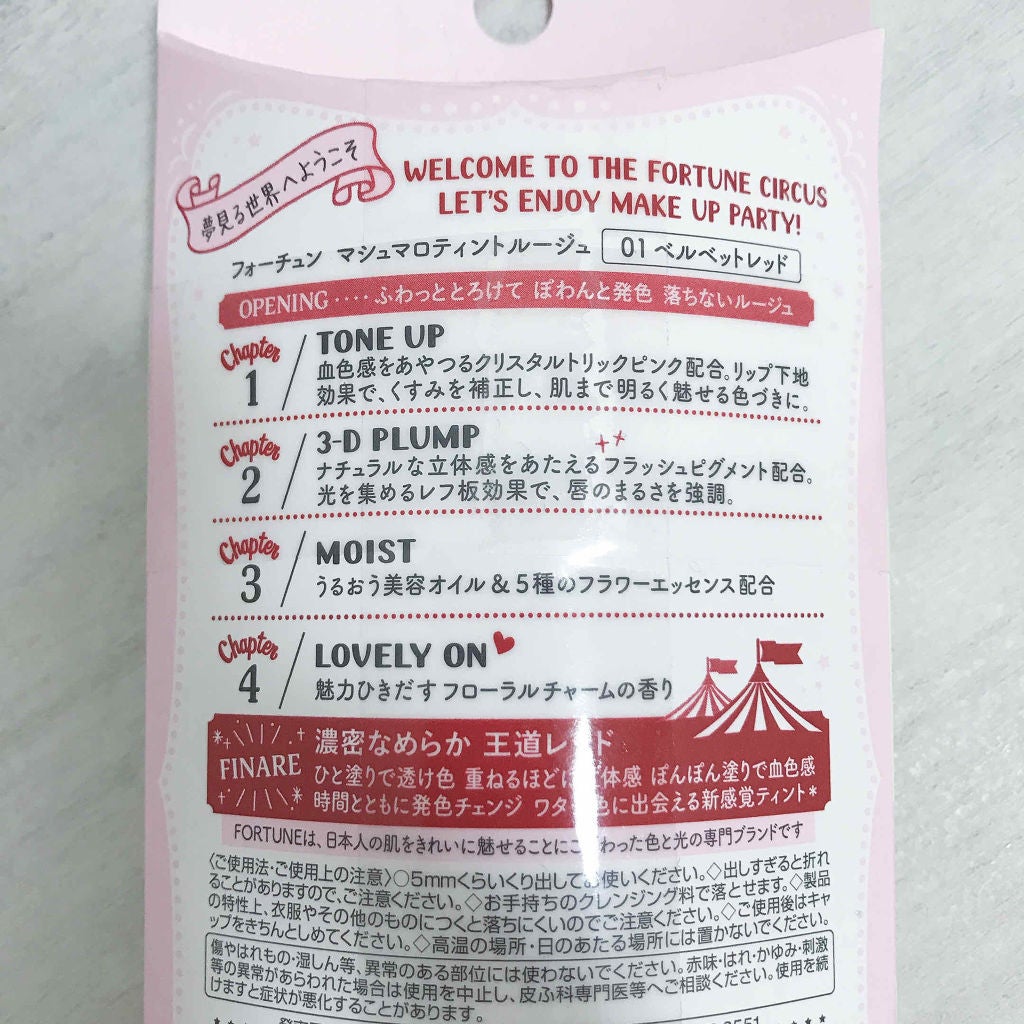 夢見る世界へようこそ
WELCOME TO THE FORTUNE CIRCUS
LET'S ENJOY MAKE UP PARTY!
フォーチュン マシュマロティントルージュ 01 ベルベットレッド
OPENING ‥‥ ふわっととろけて ぽわんと発色 落ちないルージュ
Chapter 1 / TONE UP
血色感をあやつるクリスタルトリックピンク配合。リップ下地
効果で、くすみを補正し、肌まで明るく魅せる色づきに。
Chapter 2 / 3-D PLUMP
ナチュラルな立体感をあたえるフラッシュピグメント配合。
光を集めるレフ板効果で、唇のまるさを強調。
Chapter 3 / MOIST
うるおう美容オイル & 5種のフラワーエッセンス配合
Chapter 4 / LOVELY ON
魅力ひきだす フローラルチャームの香り
FINARE
濃密なめらか 王道レ ド
ひと塗りで透け色 重ねるほど 体感 ぽんぽん塗りで血色感
時間とともに発色チェンジ ワタ 色に出会える新感覚ティント*
FORTUNEは、日本人の肌をきれいに魅せることにこ わった色と光の専門ブランドです
〈ご使用法・ご使用上の注意〉○5mmくらいくり出してお使いください。◇出しすぎると折れ
ることがありますので、ご注意ください。◇お手持ちのクレンジング料で落とせます。◇製品
の特性上、衣服やその他のものにつくと落ちにくいのでご注意ください。◇ご使用後はキャ
ップをきちんとしめてください。◇高温の場所・日のあたる場所には置かないでください。
傷やはれもの・湿しん等、異常のある部位には使わないでください。赤味・はれ・かゆみ・刺激
等の異常があらわれた場合は使用を中止し、皮ふ科専門医等へご相談ください。使用を続
けますと症状が悪化することがあります。